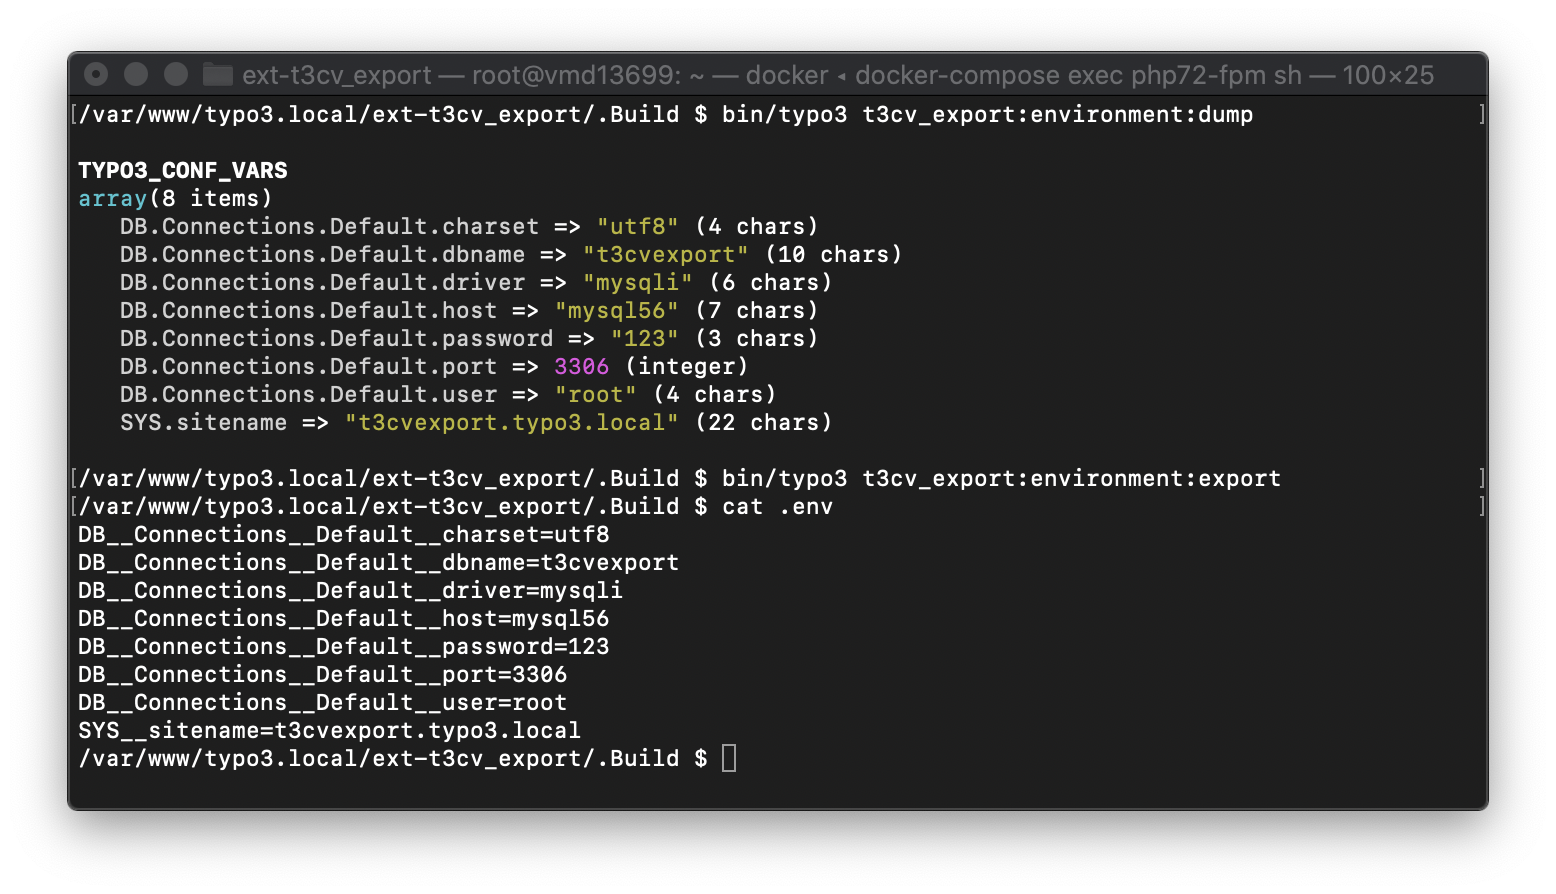 ext-t3cv_export — root@vmd13699: ~ — docker ◂ docker-compose exec php72-fpm sh — 100×25
[/var/www/typo3.local/ext-t3cv_export/.Build $ bin/typo3 t3cv_export:environment:dump ]
TYPO3_CONF_VARS
array(8 items)
DB.Connections.Default.charset => "utf8" (4 chars)
DB.Connections.Default.dbname => "t3cvexport" (10 chars)
DB.Connections.Default.driver => "mysqli" (6 chars)
DB.Connections.Default.host => "mysql56" (7 chars)
DB.Connections.Default.password => "123" (3 chars)
DB.Connections.Default.port => 3306 (integer)
DB.Connections.Default.user => "root" (4 chars)
SYS.sitename => "t3cvexport.typo3.local" (22 chars)
[/var/www/typo3.local/ext-t3cv_export/.Build $ bin/typo3 t3cv_export:environment:export ]
[/var/www/typo3.local/ext-t3cv_export/.Build $ cat .env ]
DB__Connections__Default__charset=utf8
DB__Connections__Default__dbname=t3cvexport
DB__Connections__Default__driver=mysqli
DB__Connections__Default__host=mysql56
DB__Connections__Default__password=123
DB__Connections__Default__port=3306
DB__Connections__Default__user=root
SYS__sitename=t3cvexport.typo3.local
/var/www/typo3.local/ext-t3cv_export/.Build $